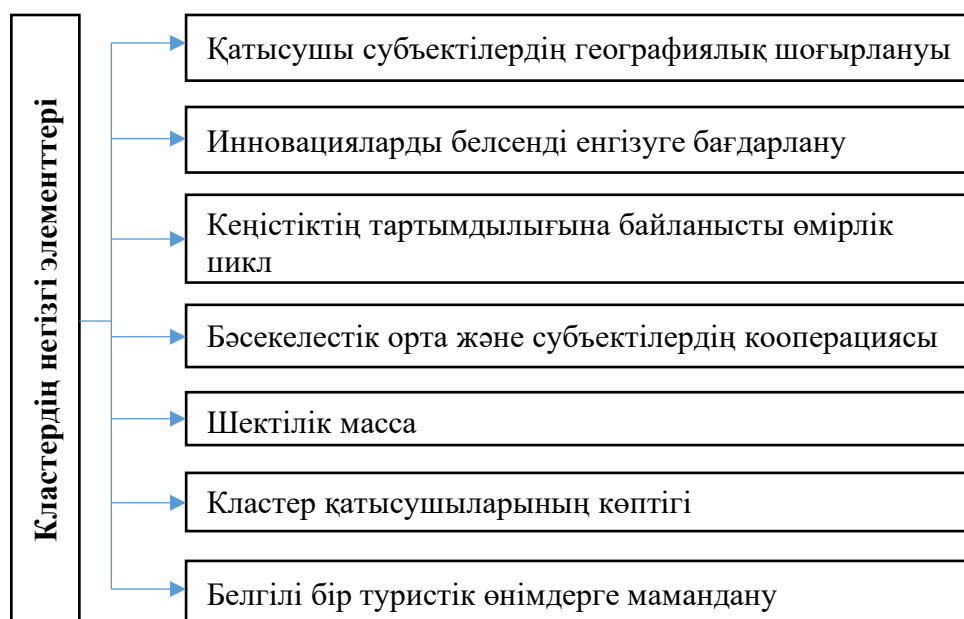 Кластердің негізгі элементтері
Қатысушы субъектілердің географиялық шоғырлануы
Инновацияларды белсенді енгізуге бағдарлану
Кеңістіктің тартымдылығына байланысты өмірлік
цикл
Бәсекелестік орта және субъектілердің кооперациясы
Шектілік масса
Кластер қатысушыларының көптігі
Белгілі бір туристік өнімдерге мамандану